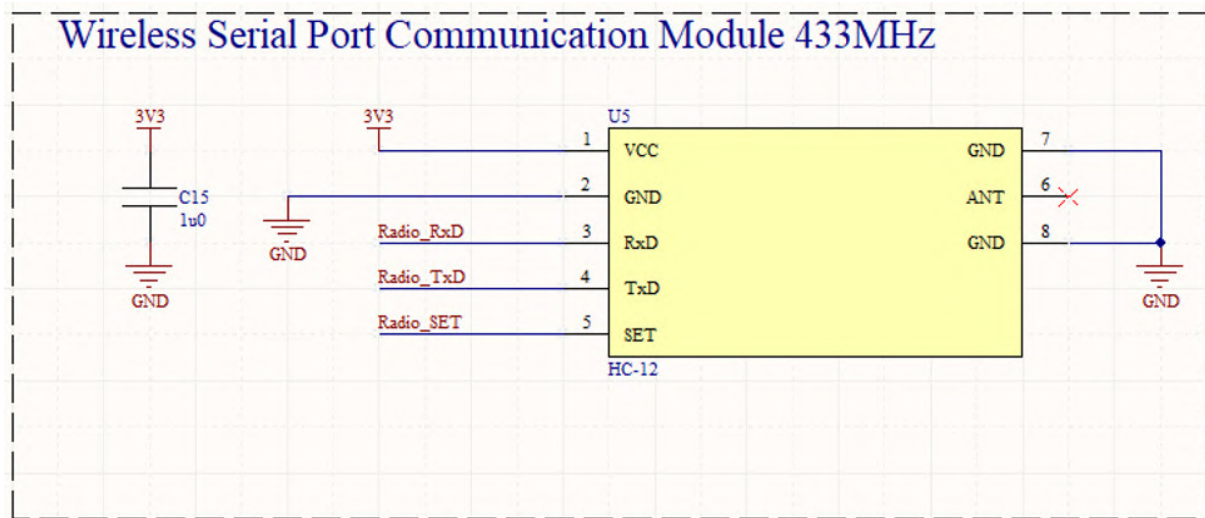 Wireless Serial Port Communication Module 433MHz
3V3
C15
1u0
GND
3V3
GND
U5
1 VCC
2 GND
Radio_RxD 3 RxD
Radio_TxD 4 TxD
Radio_SET 5 SET
GND 7
ANT 6
GND 8
GND
HC-12